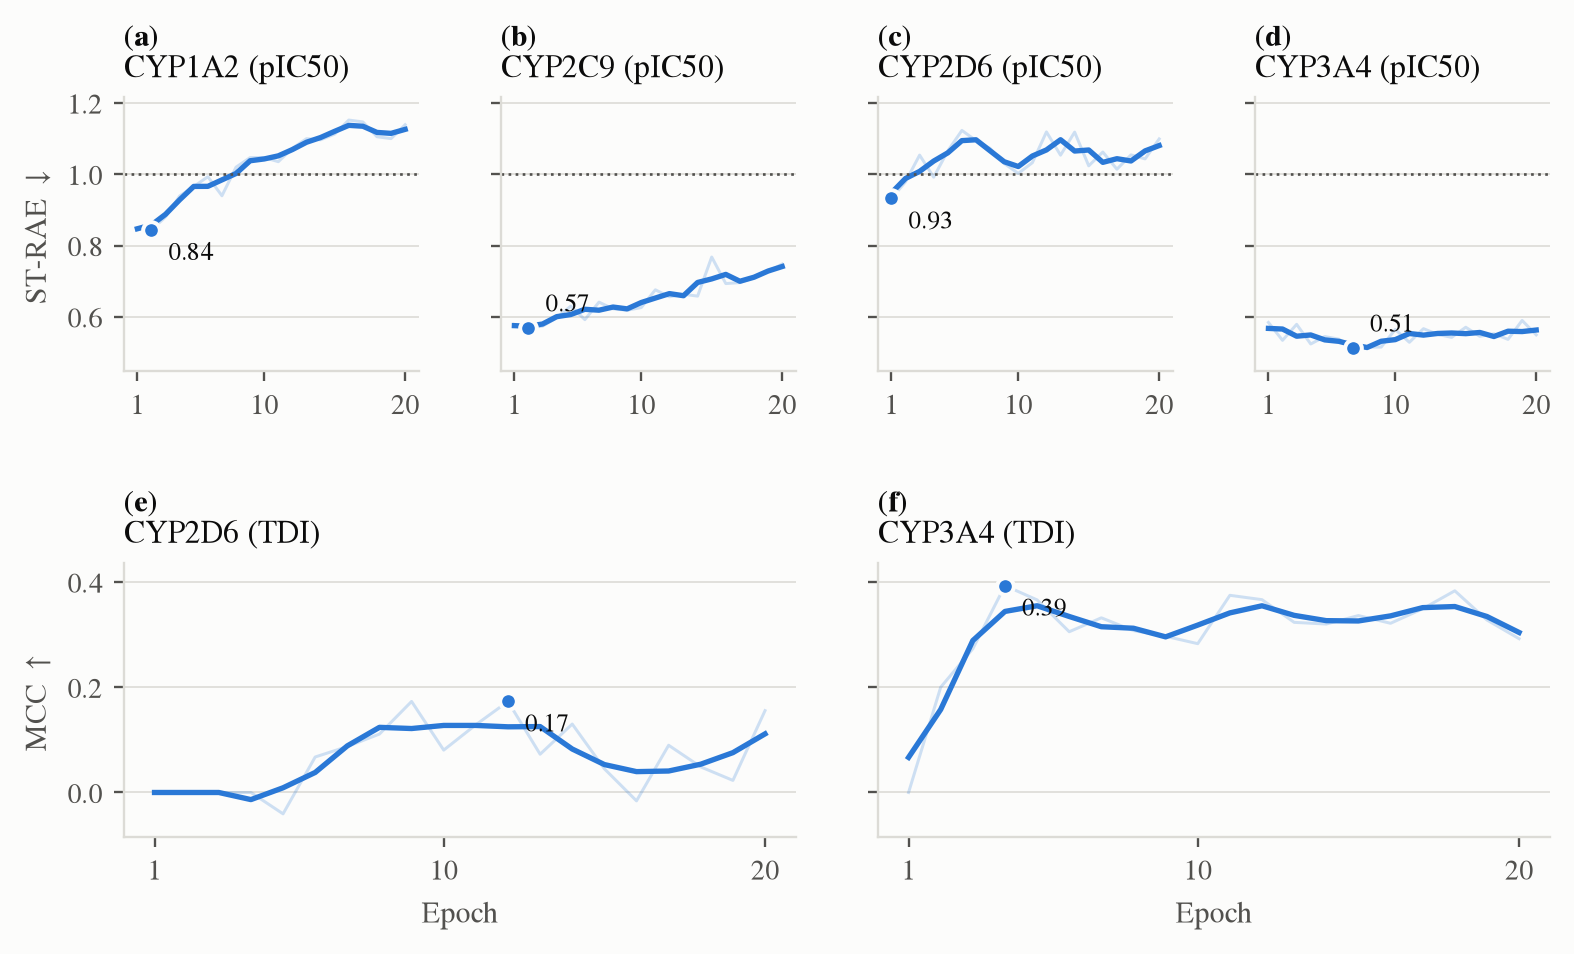 (a)
CYP1A2 (pIC50)
(b)
CYP2C9 (pIC50)
(c)
CYP2D6 (pIC50)
(d)
CYP3A4 (pIC50)
ST-RAE ↓
1.2
1.0
0.8
0.6
0.84
0.57
0.93
0.51
1 10 20
1 10 20
1 10 20
1 10 20
(e)
CYP2D6 (TDI)
(f)
CYP3A4 (TDI)
MCC ↑
0.4
0.2
0.0
0.17
0.39
1 10 20
1 10 20
Epoch
Epoch